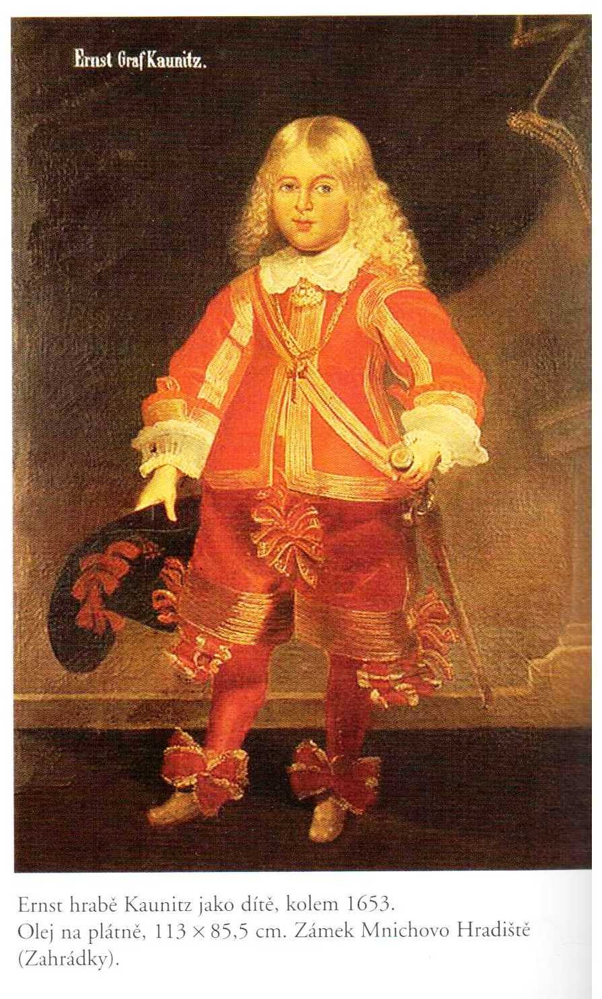 Ernst Graf Kaunitz.
Ernst hrabě Kaunitz jako dítě, kolem 1653.
Olej na plátně, 113 × 85,5 cm. Zámek Mnichovo Hradiště
(Zahrádky).